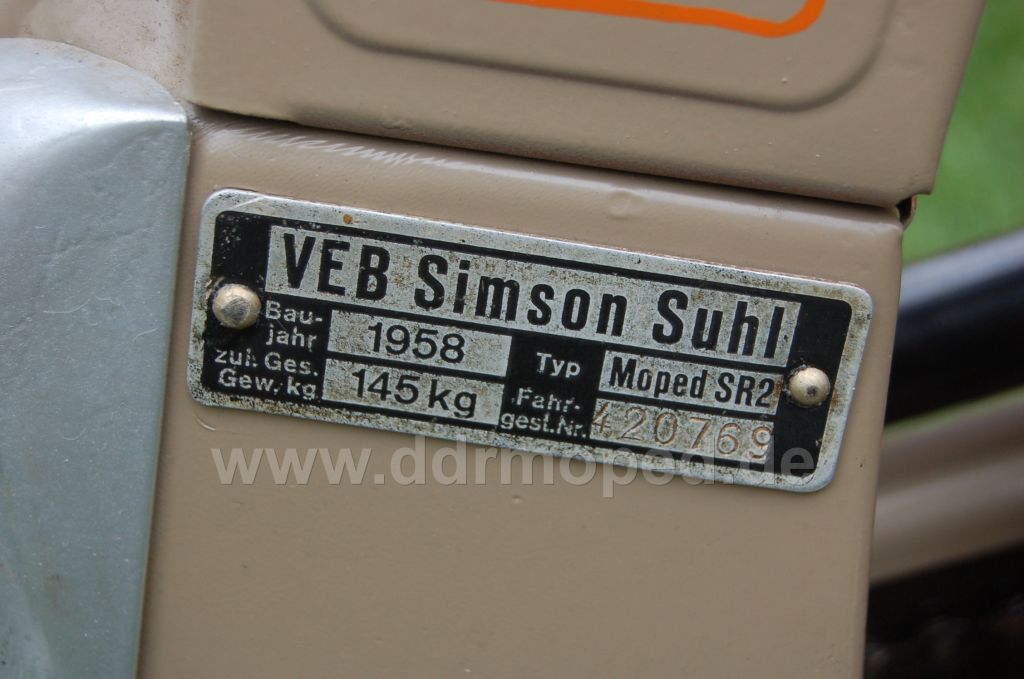 VEB Simson Suhl
Bau-
jahr
1958
zul. Ges.
Gew. kg
145 kg
Typ
Moped SR2
Fahr-
gest.Nr.
420769
www.ddrmoped.de